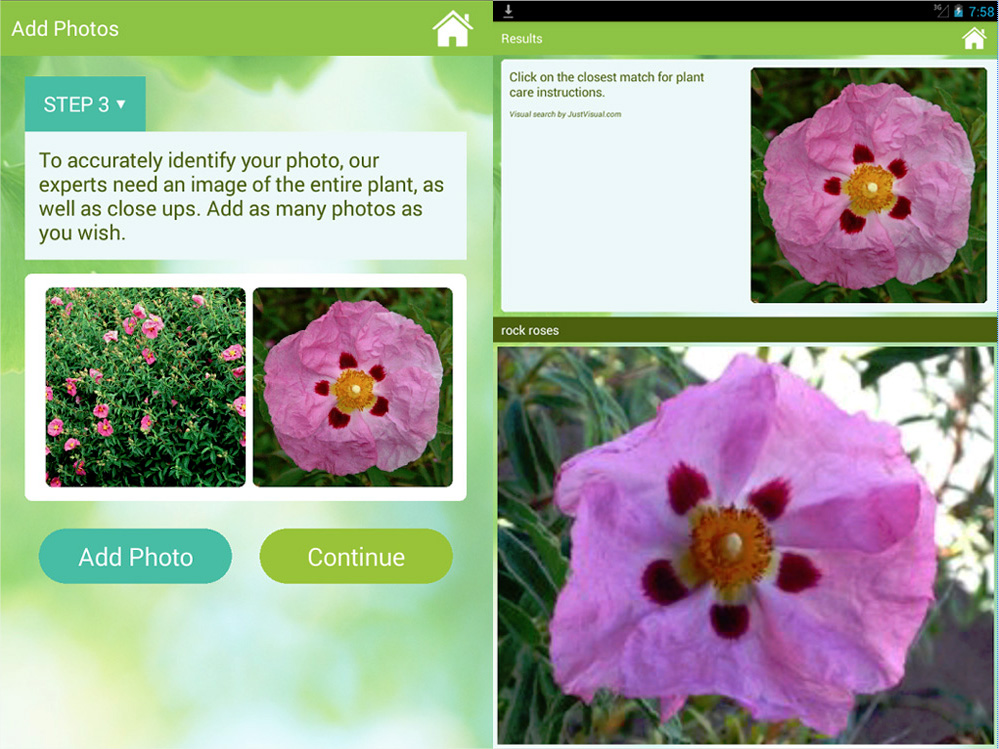 Add Photos
STEP 3 ▼
To accurately identify your photo, our
experts need an image of the entire plant, as
well as close ups. Add as many photos as
you wish.
Add Photo
Continue
3G
7:58
Results
Click on the closest match for plant
care instructions.
Visual search by JustVisual.com
rock roses